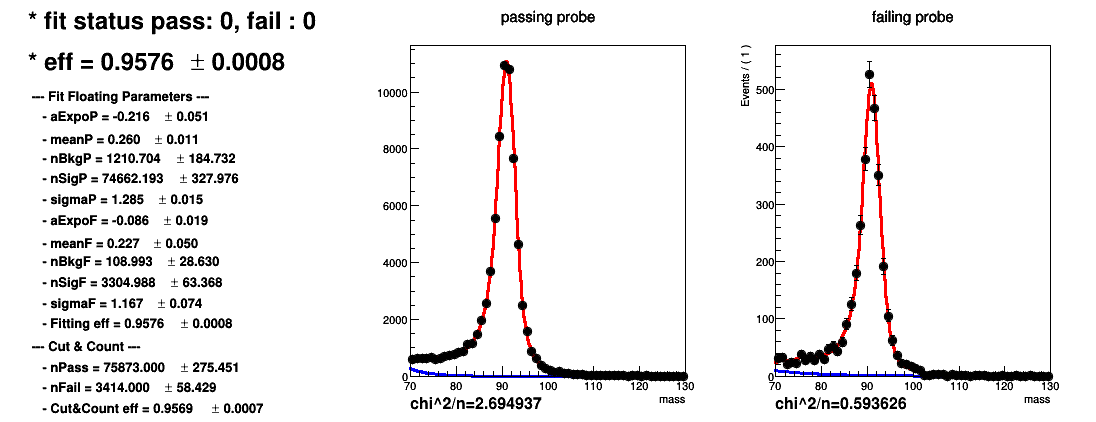 * fit status pass: 0, fail : 0
* eff = 0.9576 ± 0.0008
--- Fit Floating Parameters ---
- aExpoP = -0.216 ± 0.051
- meanP = 0.260 ± 0.011
- nBkgP = 1210.704 ± 184.732
- nSigP = 74662.193 ± 327.976
- sigmaP = 1.285 ± 0.015
- aExpoF = -0.086 ± 0.019
- meanF = 0.227 ± 0.050
- nBkgF = 108.993 ± 28.630
- nSigF = 3304.988 ± 63.368
- sigmaF = 1.167 ± 0.074
- Fitting eff = 0.9576 ± 0.0008
--- Cut & Count ---
- nPass = 75873.000 ± 275.451
- nFail = 3414.000 ± 58.429
- Cut&Count eff = 0.9569 ± 0.0007
passing probe
10000
8000
6000
4000
2000
0
70 80 90 100 110 120 130
mass
chi^2/n=2.694937
failing probe
Events / ( 1 )
500
400
300
200
100
0
70 80 90 100 110 120 130
mass
chi^2/n=0.593626